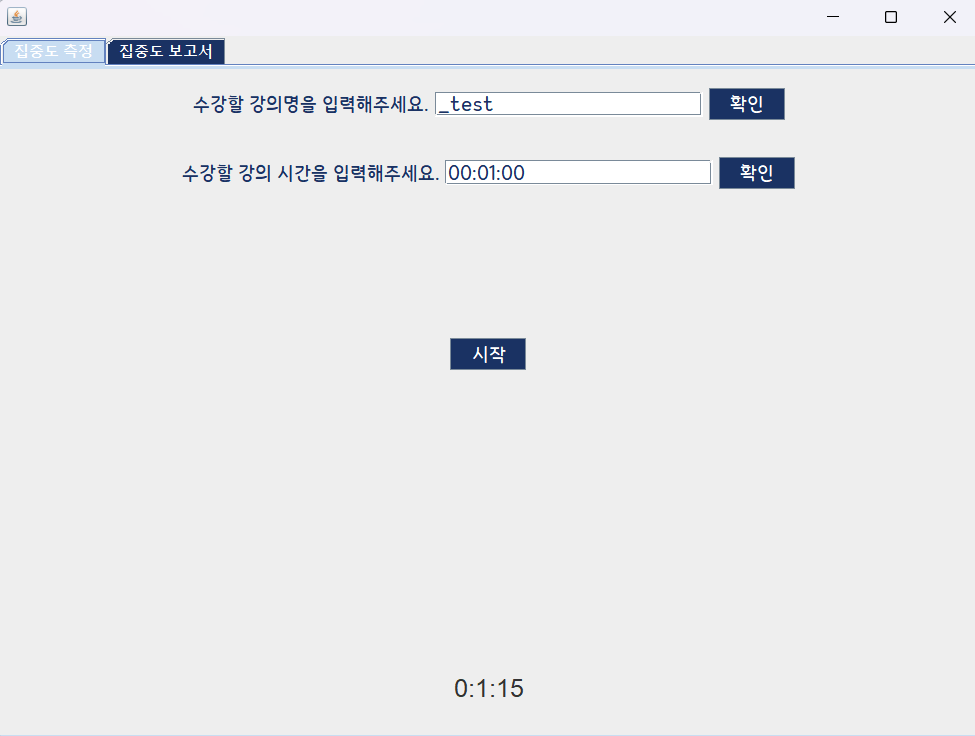 집중도 측정 집중도 보고서
수강할 강의명을 입력해주세요. _test 확인
수강할 강의 시간을 입력해주세요. 00:01:00 확인
시작
0:1:15